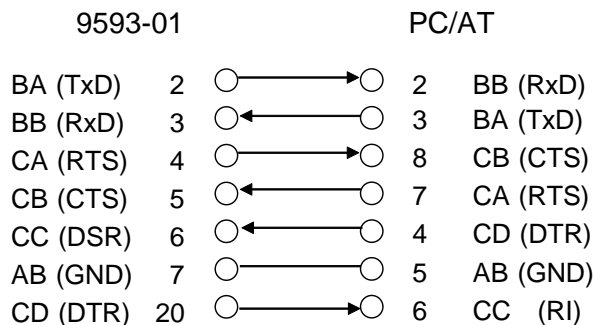 9593-01 PC/AT
BA (TxD) 2 2 BB (RxD)
BB (RxD) 3 3 BA (TxD)
CA (RTS) 4 8 CB (CTS)
CB (CTS) 5 7 CA (RTS)
CC (DSR) 6 4 CD (DTR)
AB (GND) 7 5 AB (GND)
CD (DTR) 20 6 CC (RI)